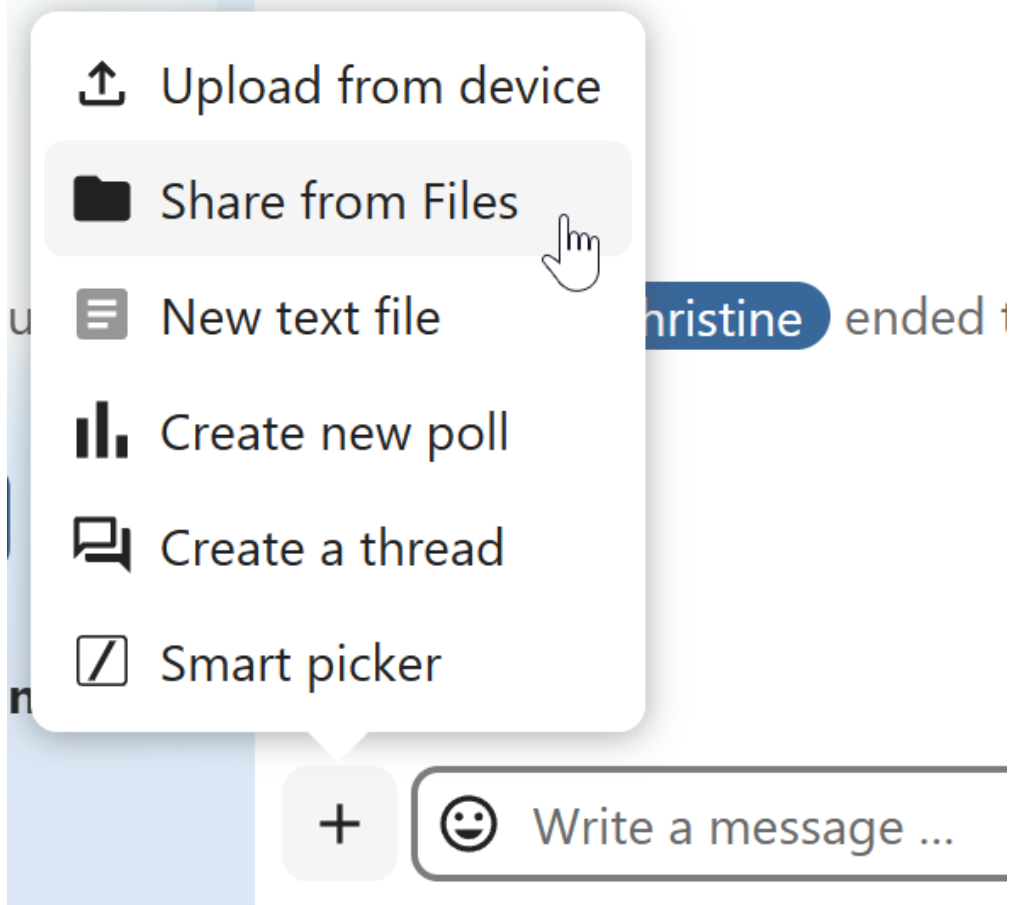 Upload from device
Share from Files
New text file
ended
Create new poll
Create a thread
Smart picker
Write a message ...